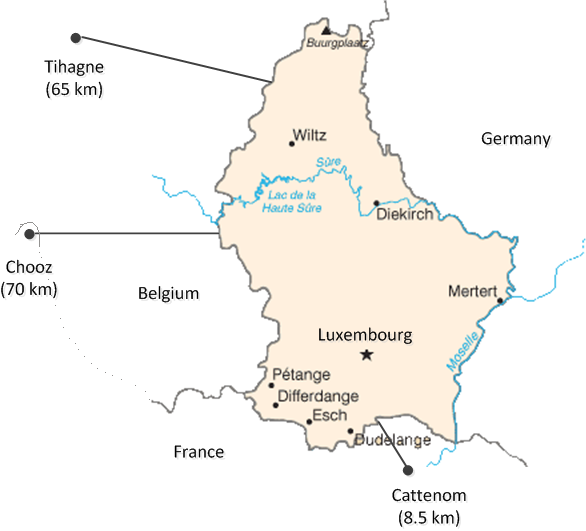 Buurgplaatz
Tihagne
(65 km)
Wiltz
Germany
Sûre
Lac de la
Haute Sûre
Diekirch
Chooz
(70 km)
Belgium
Mertert
Luxembourg
Moselle
Pétange
Differdange
Esch
Dudelange
France
Cattenom
(8.5 km)